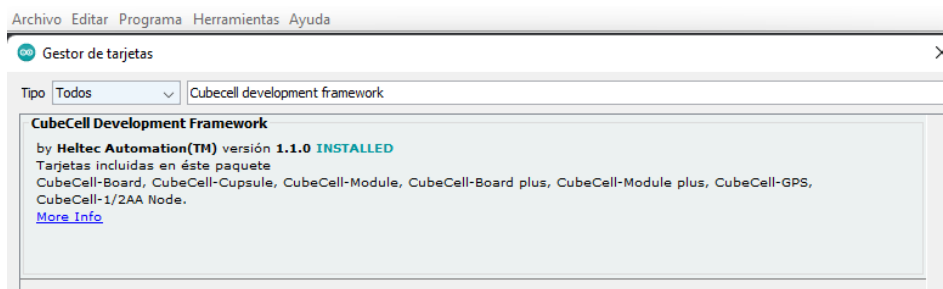 Archivo Editar Programa Herramientas Ayuda
Gestor de tarjetas
Tipo Todos Cubecell development framework
CubeCell Development Framework
by Heltec Automation(TM) versión 1.1.0 INSTALLED
Tarjetas incluidas en éste paquete
CubeCell-Board, CubeCell-Cupsule, CubeCell-Module, CubeCell-Board plus, CubeCell-Module plus, CubeCell-GPS,
CubeCell-1/2AA Node.
More Info